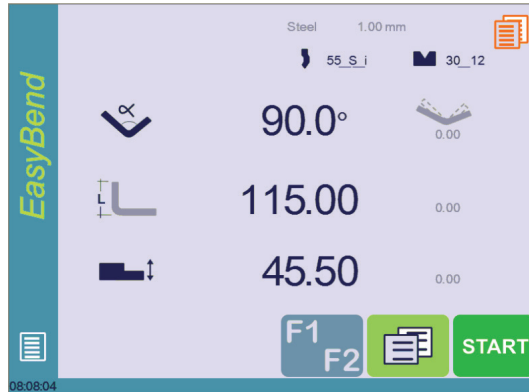 Steel 1.00 mm
55_S_i 30_12
EasyBend
α
90.0°
0.00
L
115.00
0.00
45.50
0.00
F1
F2
START
08:08:04